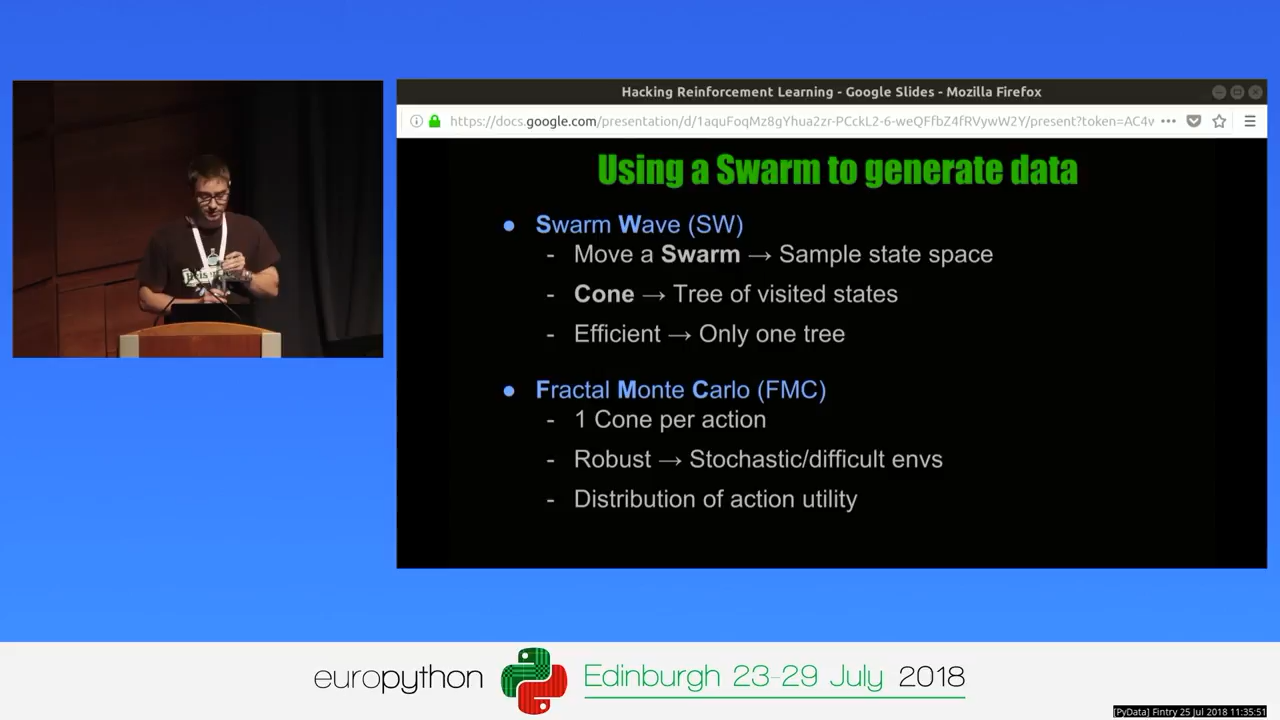 Hacking Reinforcement Learning - Google Slides - Mozilla Firefox
https://docs.google.com/presentation/d/1aquFoqMz8gYhua2zr-PCckL2-6-weQFfbZ4fRVywW2Y/present?token=AC4v
Using a Swarm to generate data
● Swarm Wave (SW)
- Move a Swarm → Sample state space
- Cone → Tree of visited states
- Efficient → Only one tree
● Fractal Monte Carlo (FMC)
- 1 Cone per action
- Robust → Stochastic/difficult envs
- Distribution of action utility
europython Edinburgh 23-29 July 2018
[PyData] Fintry 25 Jul 2018 11:35:51